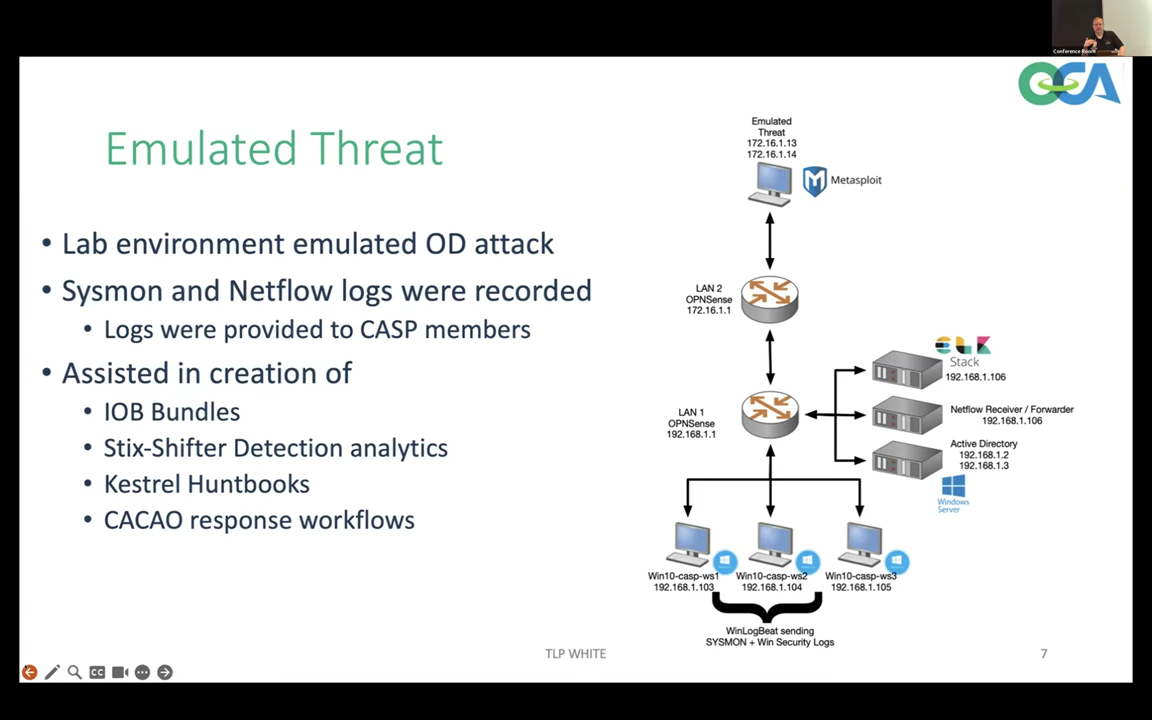 Conference Room
OCA
Emulated Threat
• Lab environment emulated OD attack
• Sysmon and Netflow logs were recorded
• Logs were provided to CASP members
• Assisted in creation of
• IOB Bundles
• Stix-Shifter Detection analytics
• Kestrel Huntbooks
• CACAO response workflows
Emulated
Threat
172.16.1.13
172.16.1.14
Metasploit
LAN 2
OPNSense
172.16.1.1
LAN 1
OPNSense
192.168.1.1
ELK
Stack
192.168.1.106
Netflow Receiver / Forwarder
192.168.1.106
Active Directory
192.168.1.2
192.168.1.3
Windows
Server
Win10-casp-ws1
192.168.1.103
Win10-casp-ws2
192.168.1.104
Win10-casp-ws3
192.168.1.105
WinLogBeat sending
SYSMON + Win Security Logs
TLP WHITE
7
CC